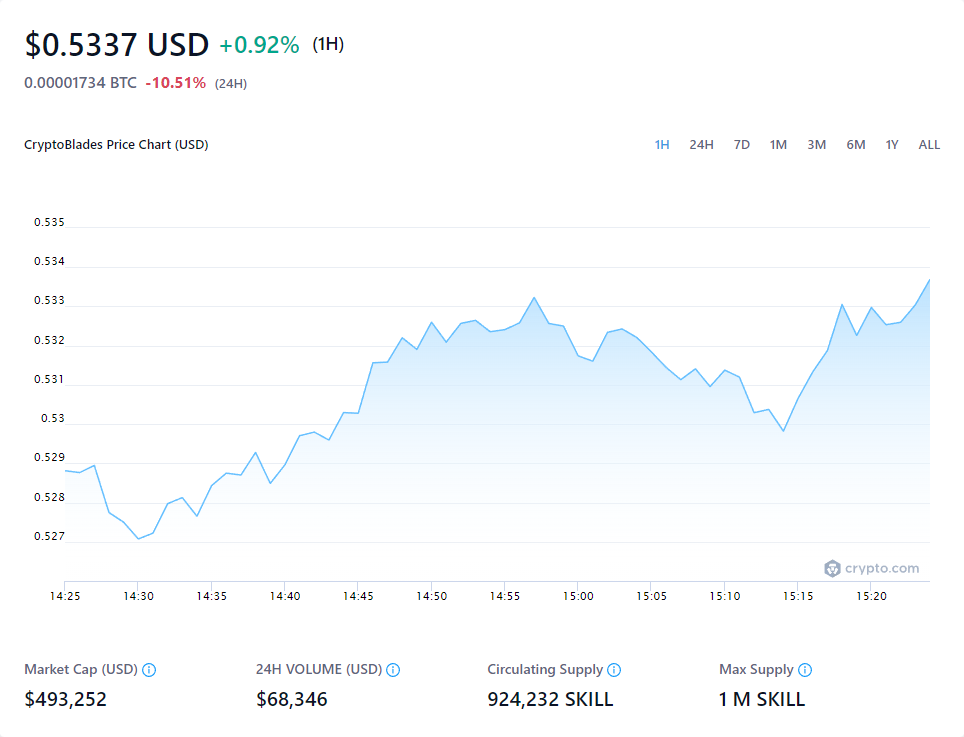 $0.5337 USD +0.92% (1H)
0.00001734 BTC -10.51% (24H)
CryptoBlades Price Chart (USD)
1H 24H 7D 1M 3M 6M 1Y ALL
0.535
0.534
0.533
0.532
0.531
0.53
0.529
0.528
0.527
crypto.com
14:25 14:30 14:35 14:40 14:45 14:50 14:55 15:00 15:05 15:10 15:15 15:20
Market Cap (USD) 24H VOLUME (USD) Circulating Supply Max Supply
$493,252 $68,346 924,232 SKILL 1 M SKILL